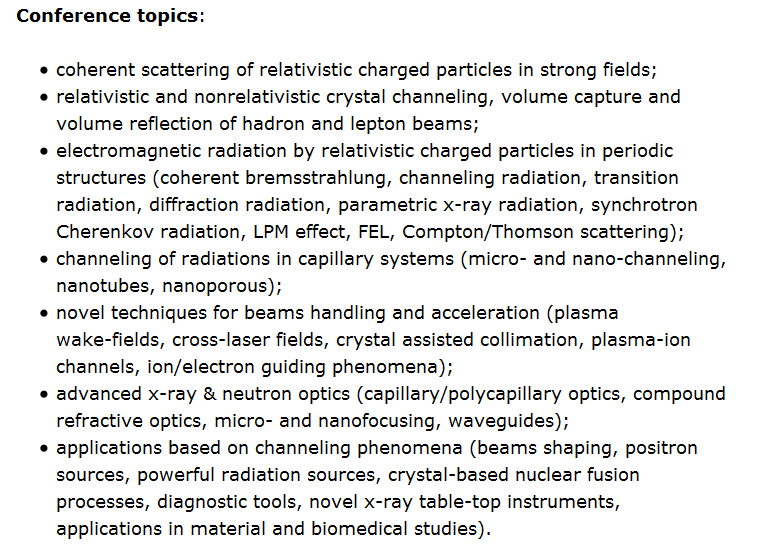 Conference topics:
• coherent scattering of relativistic charged particles in strong fields;
• relativistic and nonrelativistic crystal channeling, volume capture and
volume reflection of hadron and lepton beams;
• electromagnetic radiation by relativistic charged particles in periodic
structures (coherent bremsstrahlung, channeling radiation, transition
radiation, diffraction radiation, parametric x-ray radiation, synchrotron
Cherenkov radiation, LPM effect, FEL, Compton/Thomson scattering);
• channeling of radiations in capillary systems (micro- and nano-channeling,
nanotubes, nanoporous);
• novel techniques for beams handling and acceleration (plasma
wake-fields, cross-laser fields, crystal assisted collimation, plasma-ion
channels, ion/electron guiding phenomena);
• advanced x-ray & neutron optics (capillary/polycapillary optics, compound
refractive optics, micro- and nanofocusing, waveguides);
• applications based on channeling phenomena (beams shaping, positron
sources, powerful radiation sources, crystal-based nuclear fusion
processes, diagnostic tools, novel x-ray table-top instruments,
applications in material and biomedical studies).